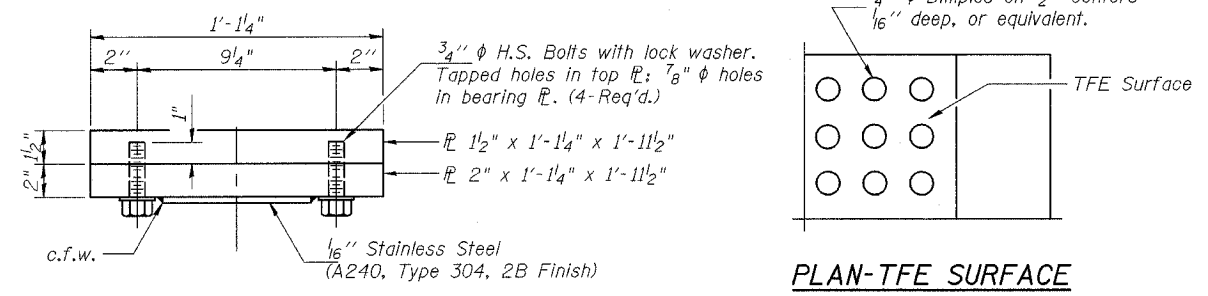 1'-1¼"
2"
9¼"
2"
¾" ϕ H.S. Bolts with lock washer.
Tapped holes in top ℄; ⅞" ϕ holes
in bearing ℄. (4-Req'd.)
1"
1½"
2"
℄ 1½" x 1'-1¼" x 1'-11½"
℄ 2" x 1'-1¼" x 1'-11½"
c.f.w.
1/16" Stainless Steel
(A240, Type 304, 2B Finish)
1/16" deep, or equivalent.
TFE Surface
PLAN-TFE SURFACE